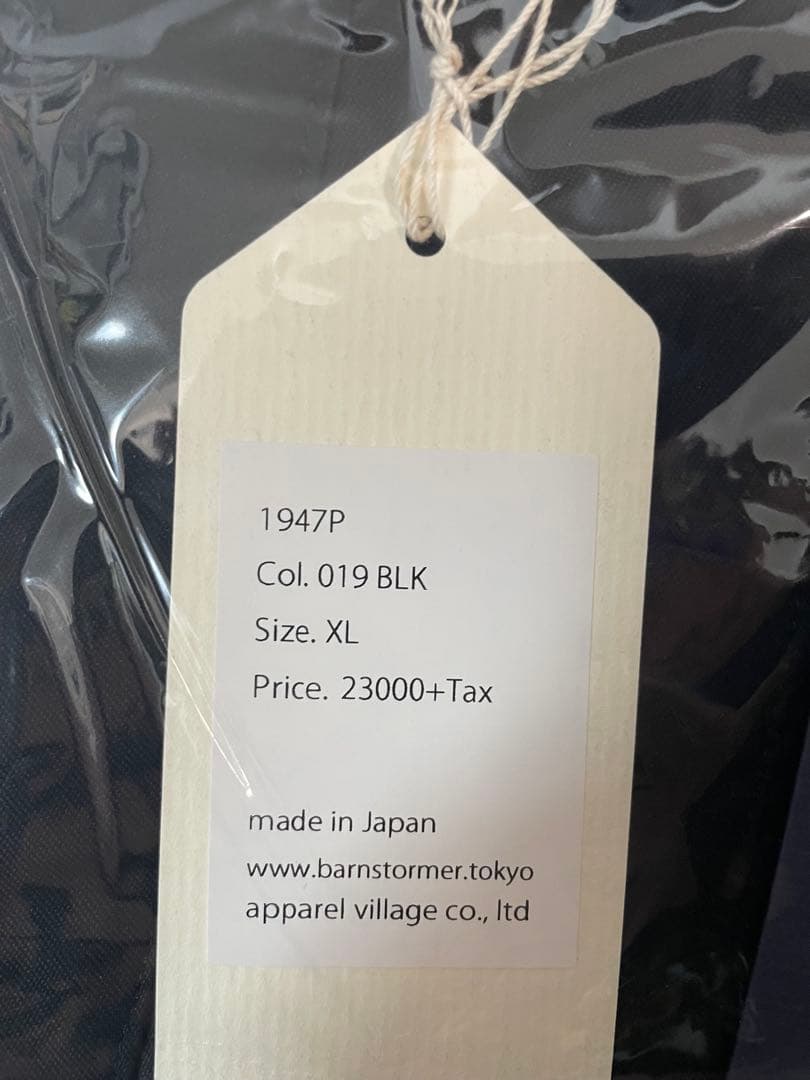 1947P
Col. 019 BLK
Size. XL
Price. 23000+Tax
made in Japan
www.barnstormer.tokyo
apparel village co., ltd